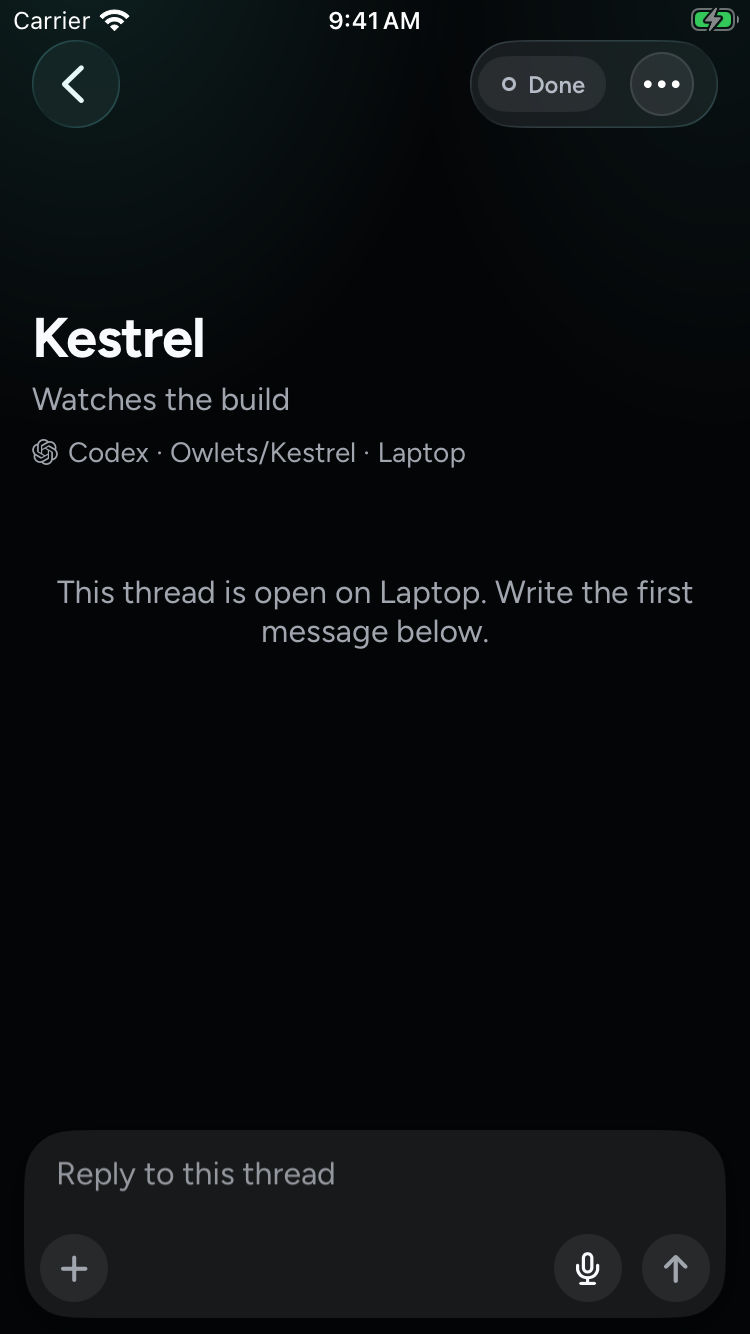 Carrier 9:41 AM
Done
Kestrel
Watches the build
Codex · Owlets/Kestrel · Laptop
This thread is open on Laptop. Write the first
message below.
Reply to this thread